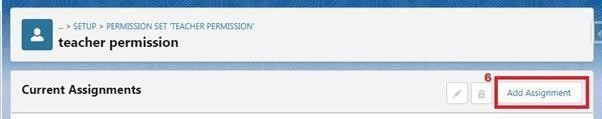 ... > SETUP > PERMISSION SET 'TEACHER PERMISSION'
teacher permission
6
Current Assignments
Add Assignment